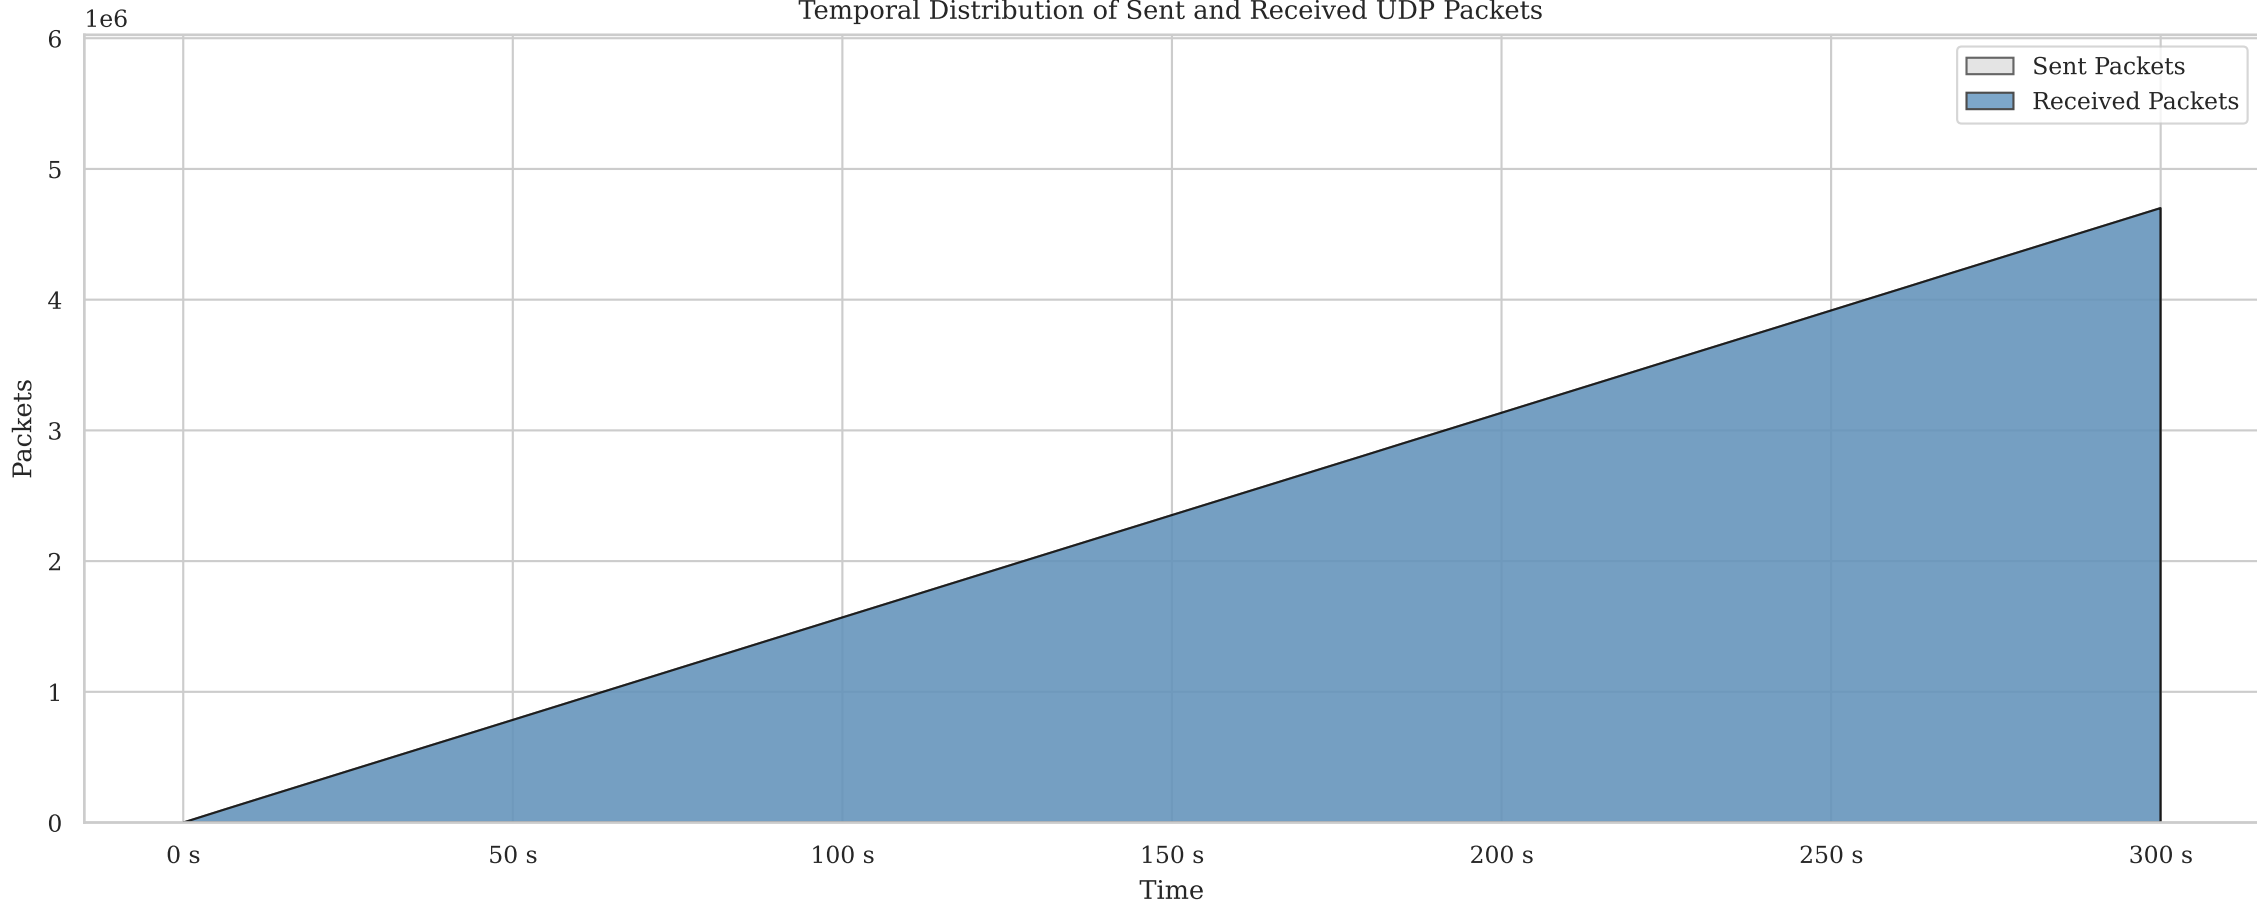 Temporal Distribution of Sent and Received UDP Packets
1e6
6
5
4
3
2
1
0
Packets
Sent Packets
Received Packets
0 s 50 s 100 s 150 s 200 s 250 s 300 s
Time